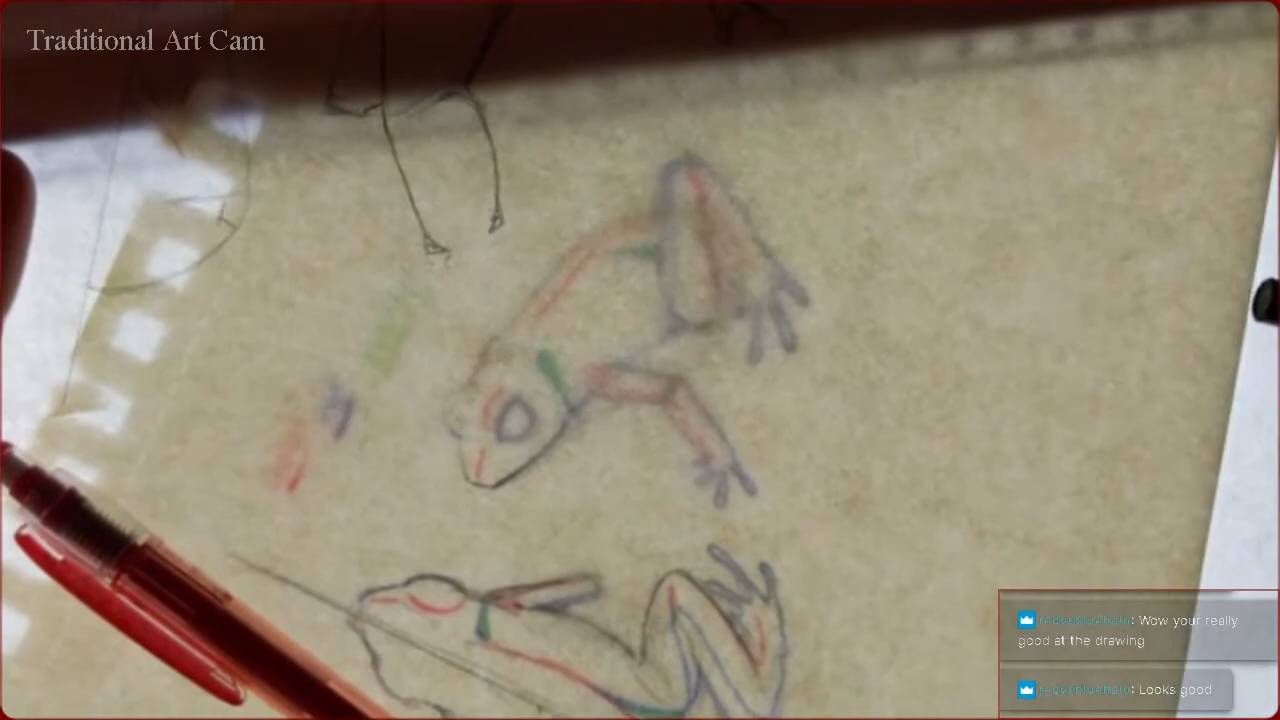 Traditional Art Cam
: Wow your really
good at the drawing
: Looks good